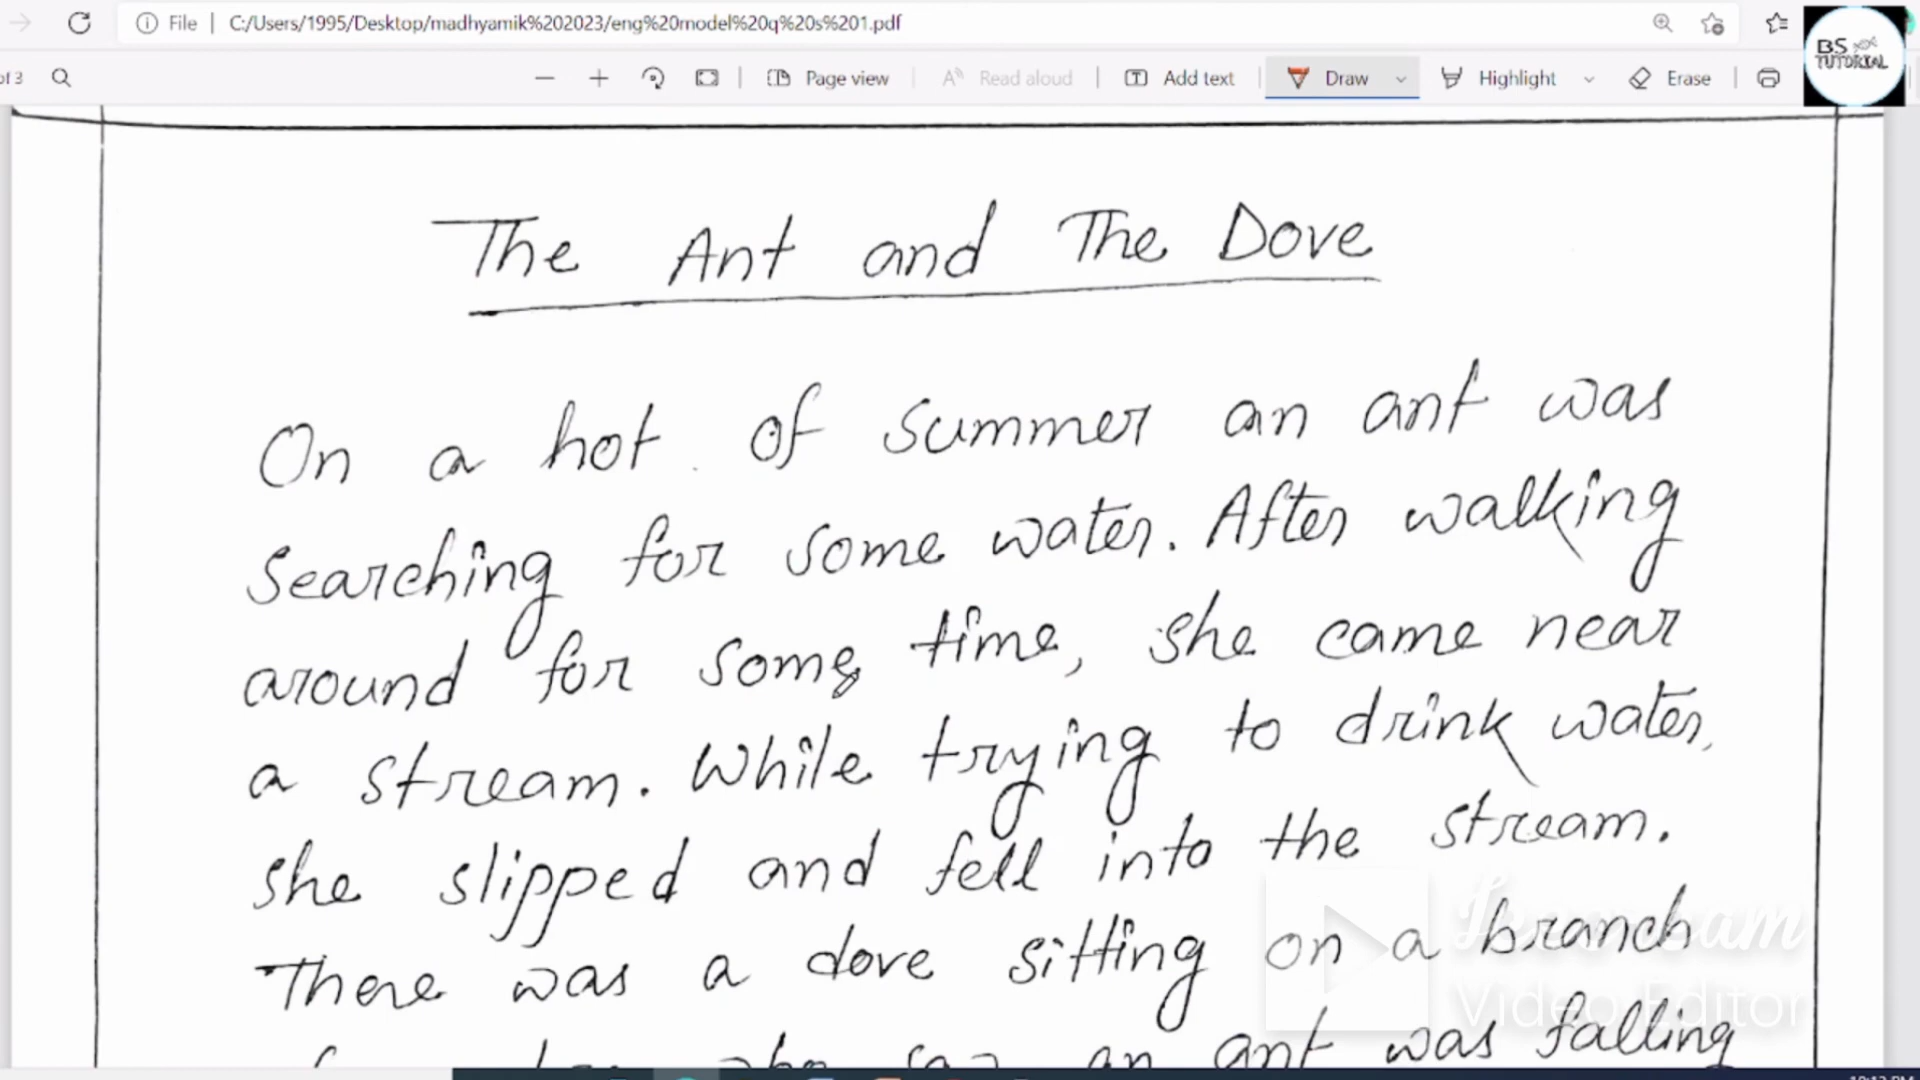 File | C:/Users/1995/Desktop/madhyamik%202023/eng%20model%20q%20s%201.pdf
of 3 Page view Read aloud Add text Draw Highlight Erase
BS TUTORIAL
The Ant and The Dove
On a hot of summer an ant was
searching for some water. After walking
around for some time, she came near
a stream. While trying to drink water,
she slipped and fell into the stream.
There was a dove sitting on a branch
an ant was falling
Video Editor